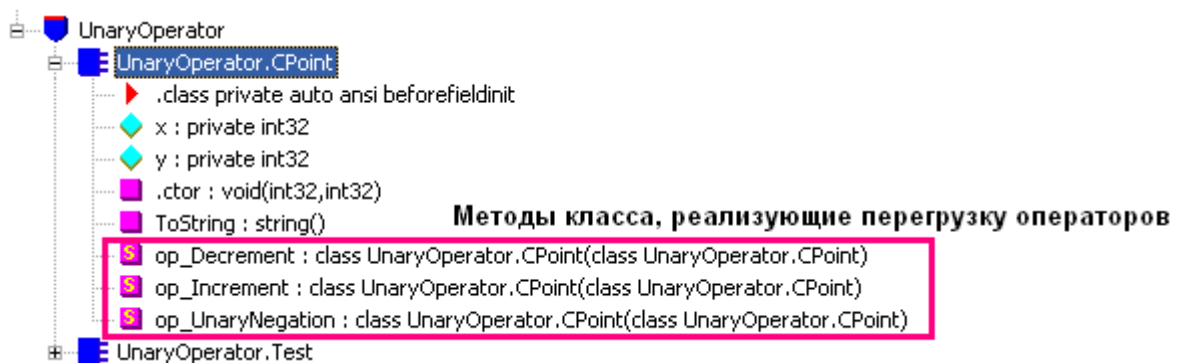 UnaryOperator
UnaryOperator.CPoint
.class private auto ansi beforefieldinit
x : private int32
y : private int32
.ctor : void(int32,int32)
ToString : string()
Методы класса, реализующие перегрузку операторов
S op_Decrement : class UnaryOperator.CPoint(class UnaryOperator.CPoint)
S op_Increment : class UnaryOperator.CPoint(class UnaryOperator.CPoint)
S op_UnaryNegation : class UnaryOperator.CPoint(class UnaryOperator.CPoint)
UnaryOperator.Test